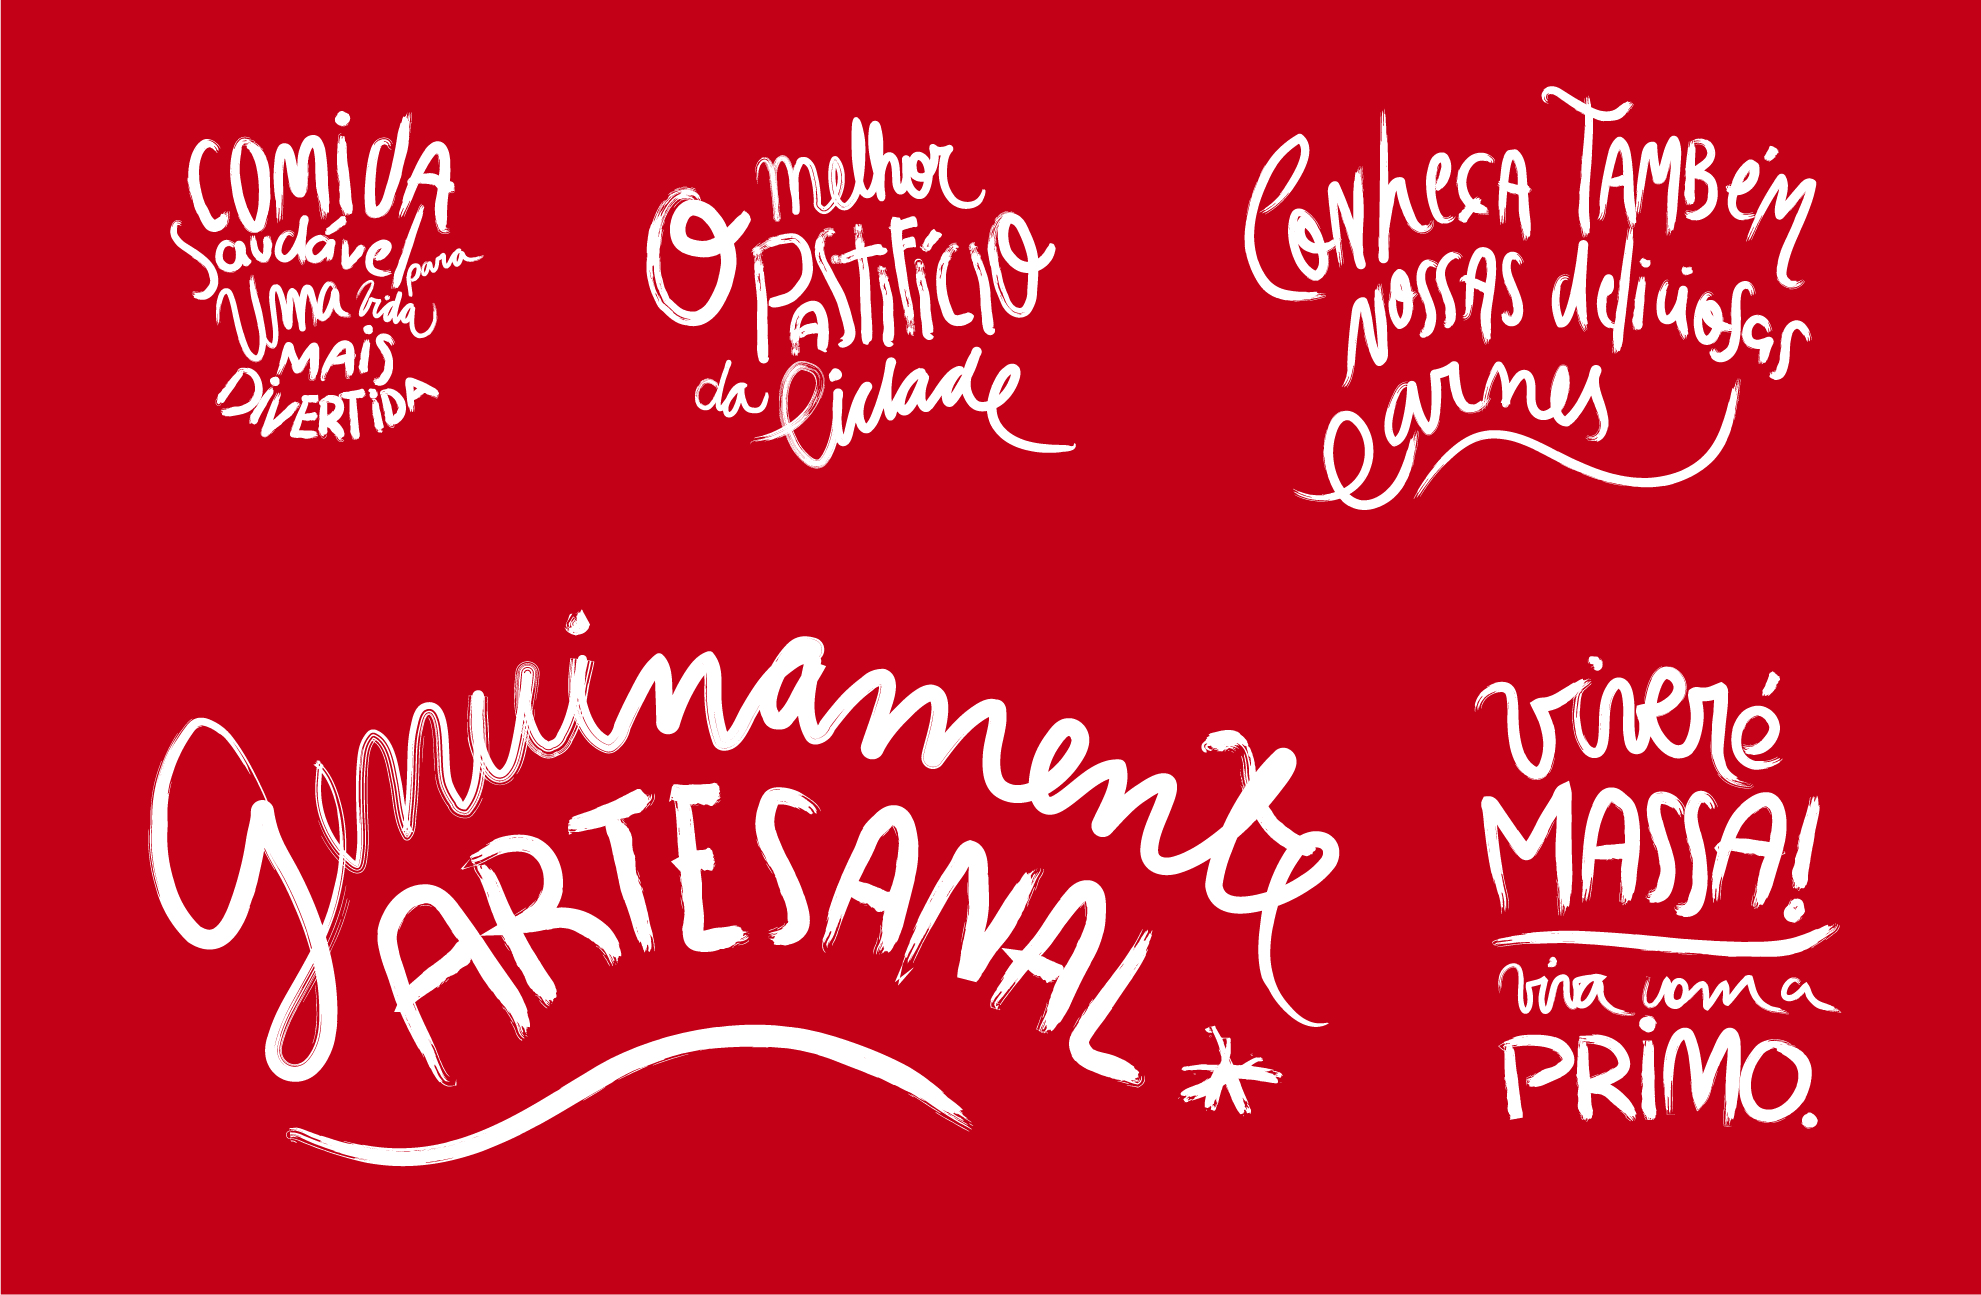 COMIDA
Saudável para
Uma vida
MAIS
DIVERTIDA
O melhor
PASTIFÍCIO
da Cidade
Conheça TAMBÉM
NOSSAS deliciosas
carnes
Genuinamente
ARTESANAL
*
viver é
MASSA!
viva com a
PRIMO.